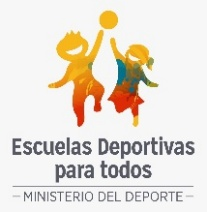 Escuelas Deportivas
para todos
– MINISTERIO DEL DEPORTE –